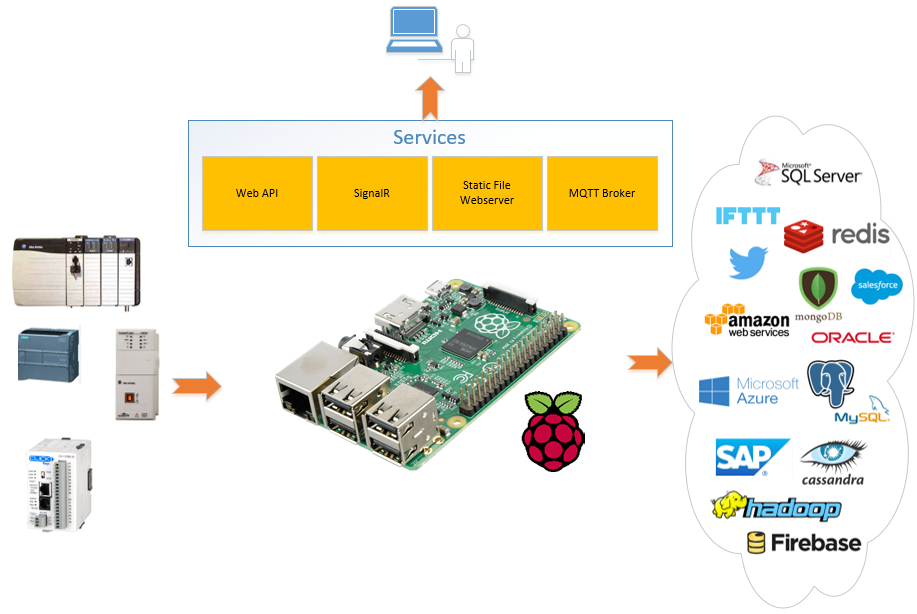 Services
Web API
SignalR
Static File
Webserver
MQTT Broker
Microsoft®
SQL Server®
IFTTT
redis
salesforce
mongoDB
amazon
web services
ORACLE®
Microsoft
Azure
MySQL®
SAP®
cassandra
hadoop
Firebase
CLICK